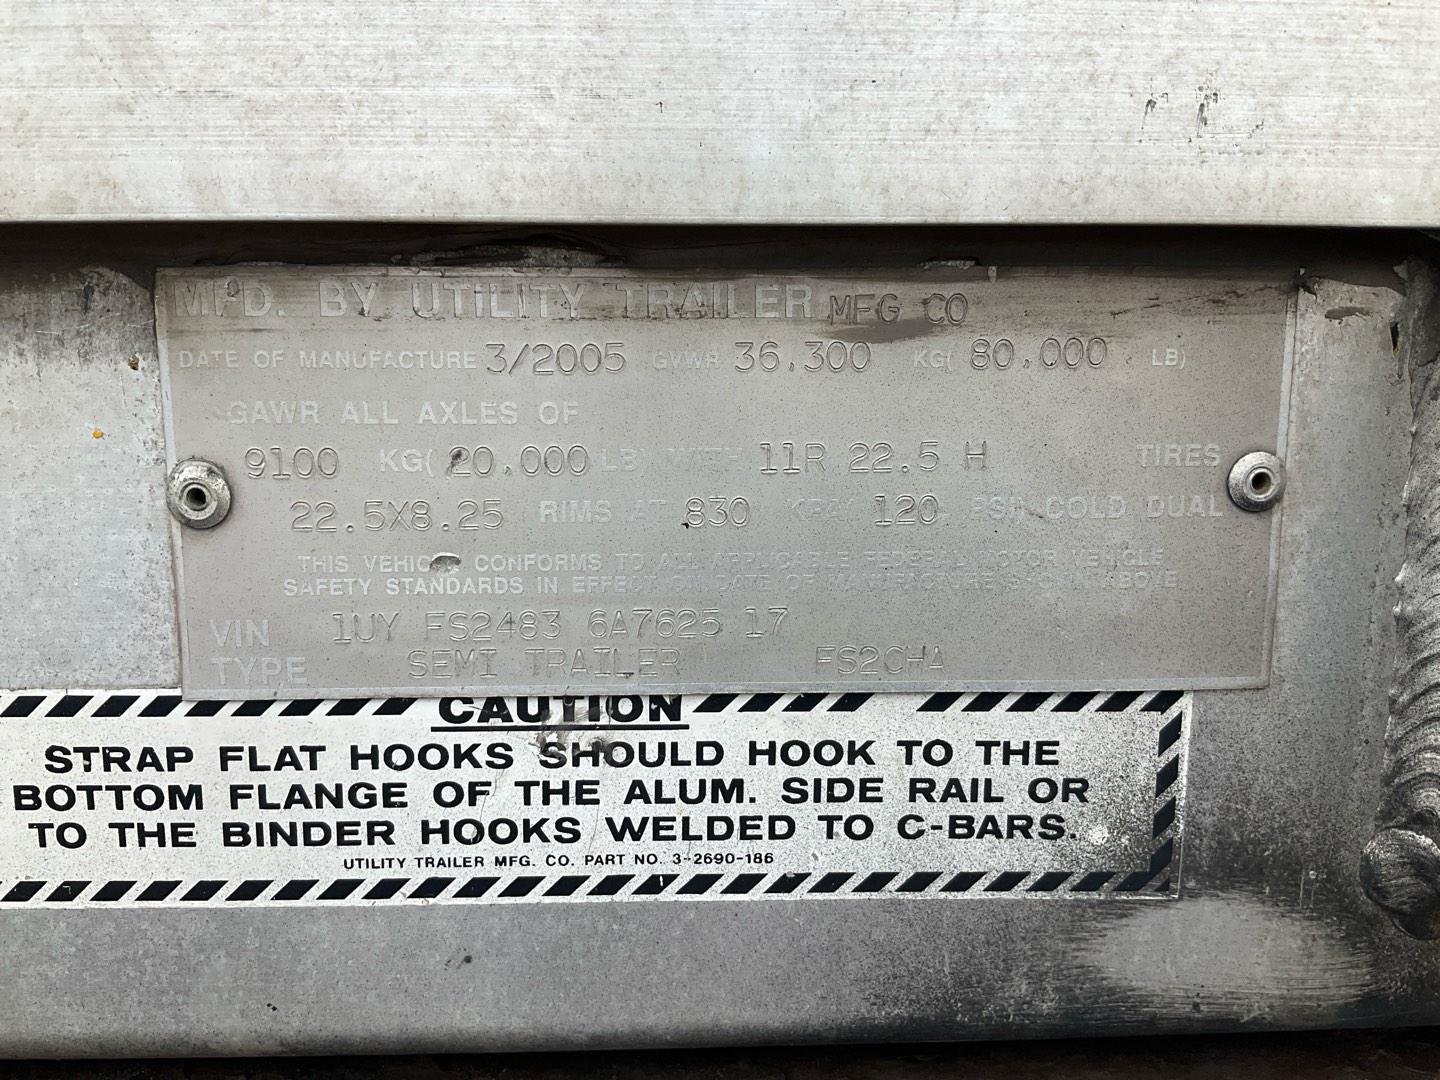 MFD. BY UTILITY TRAILER MFG CO
DATE OF MANUFACTURE 3/2005 GVWR 36,300 KG( 80,000 LB)
GAWR ALL AXLES OF
9100 KG( 20,000 LB WITH 11R 22.5 H TIRES
22.5X8.25 RIMS 830 120 COLD DUAL
THIS VEHICLE CONFORMS TO ALL APPLICABLE FEDERAL MOTOR VEHICLE
SAFETY STANDARDS IN EFFECT ON DATE OF MANUFACTURE SHOWN ABOVE
VIN 1UY FS2483 6A7625 17
TYPE SEMI TRAILER FS2CHA
CAUTION
STRAP FLAT HOOKS SHOULD HOOK TO THE
BOTTOM FLANGE OF THE ALUM. SIDE RAIL OR
TO THE BINDER HOOKS WELDED TO C-BARS.
UTILITY TRAILER MFG. CO. PART NO. 3-2690-186